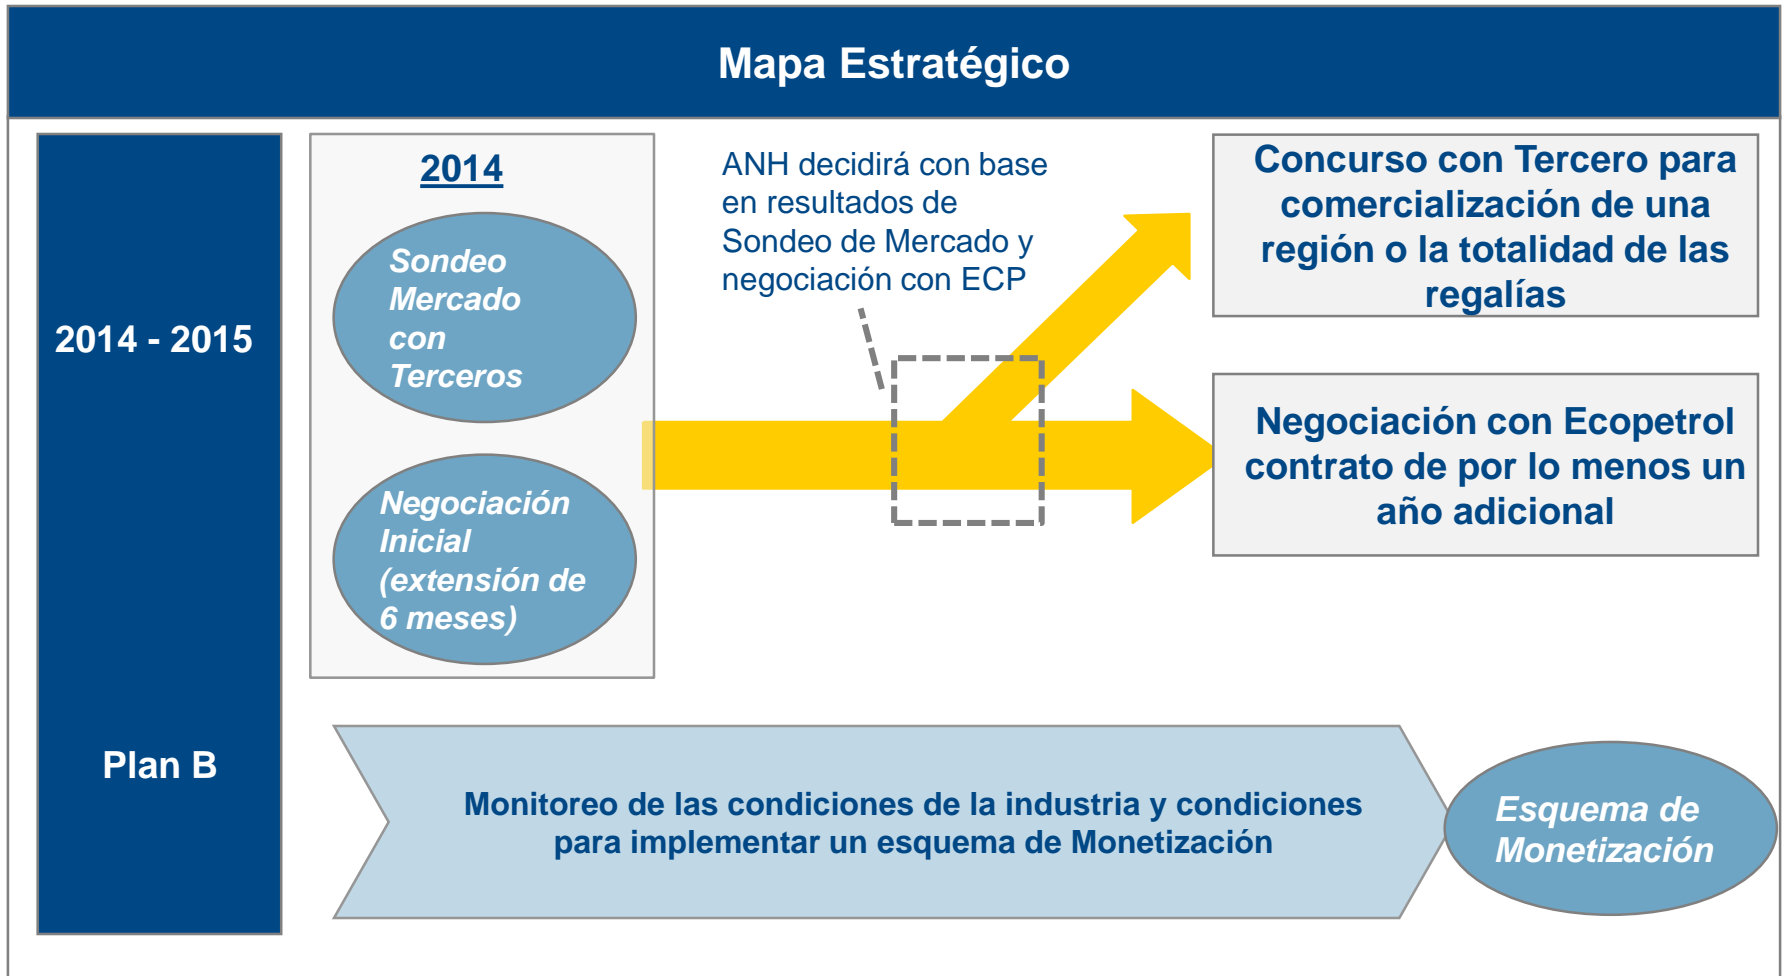 Mapa Estratégico
2014 - 2015
2014
Sondeo
Mercado
con
Terceros
Negociación
Inicial
(extensión de
6 meses)
ANH decidirá con base
en resultados de
Sondeo de Mercado y
negociación con ECP
Concurso con Tercero para
comercialización de una
región o la totalidad de las
regalías
Negociación con Ecopetrol
contrato de por lo menos un
año adicional
Plan B
Monitoreo de las condiciones de la industria y condiciones
para implementar un esquema de Monetización
Esquema de
Monetización